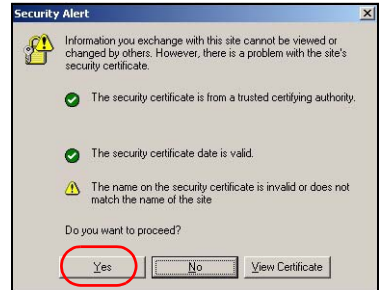 Security Alert
Information you exchange with this site cannot be viewed or
changed by others. However, there is a problem with the site's
security certificate.
The security certificate is from a trusted certifying authority.
The security certificate date is valid.
The name on the security certificate is invalid or does not
match the name of the site
Do you want to proceed?
Yes No View Certificate